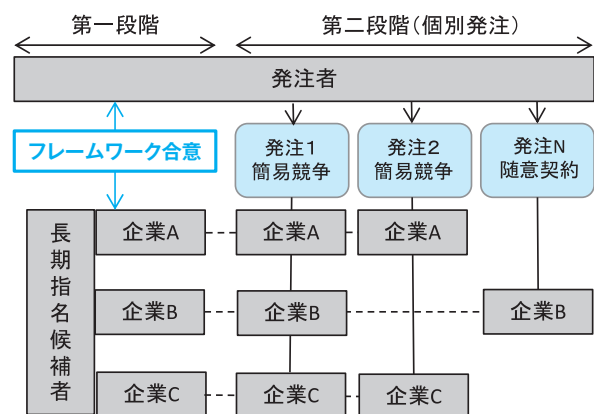 第一段階
第二段階(個別発注)
発注者
フレームワーク合意
発注1
簡易競争
発注2
簡易競争
発注N
随意契約
長期指名候補者
企業A
企業A
企業A
企業B
企業B
企業B
企業C
企業C
企業C